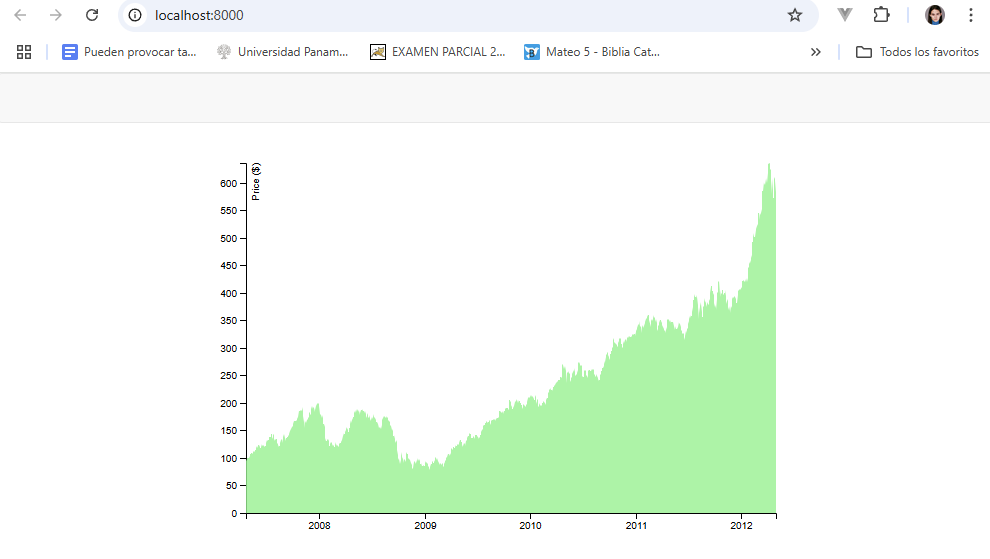 localhost:8000
Pueden provocar ta...
Universidad Panam...
EXAMEN PARCIAL 2...
Mateo 5 - Biblia Cat...
»
Todos los favoritos
Price ($)
600
550
500
450
400
350
300
250
200
150
100
50
0
2008 2009 2010 2011 2012